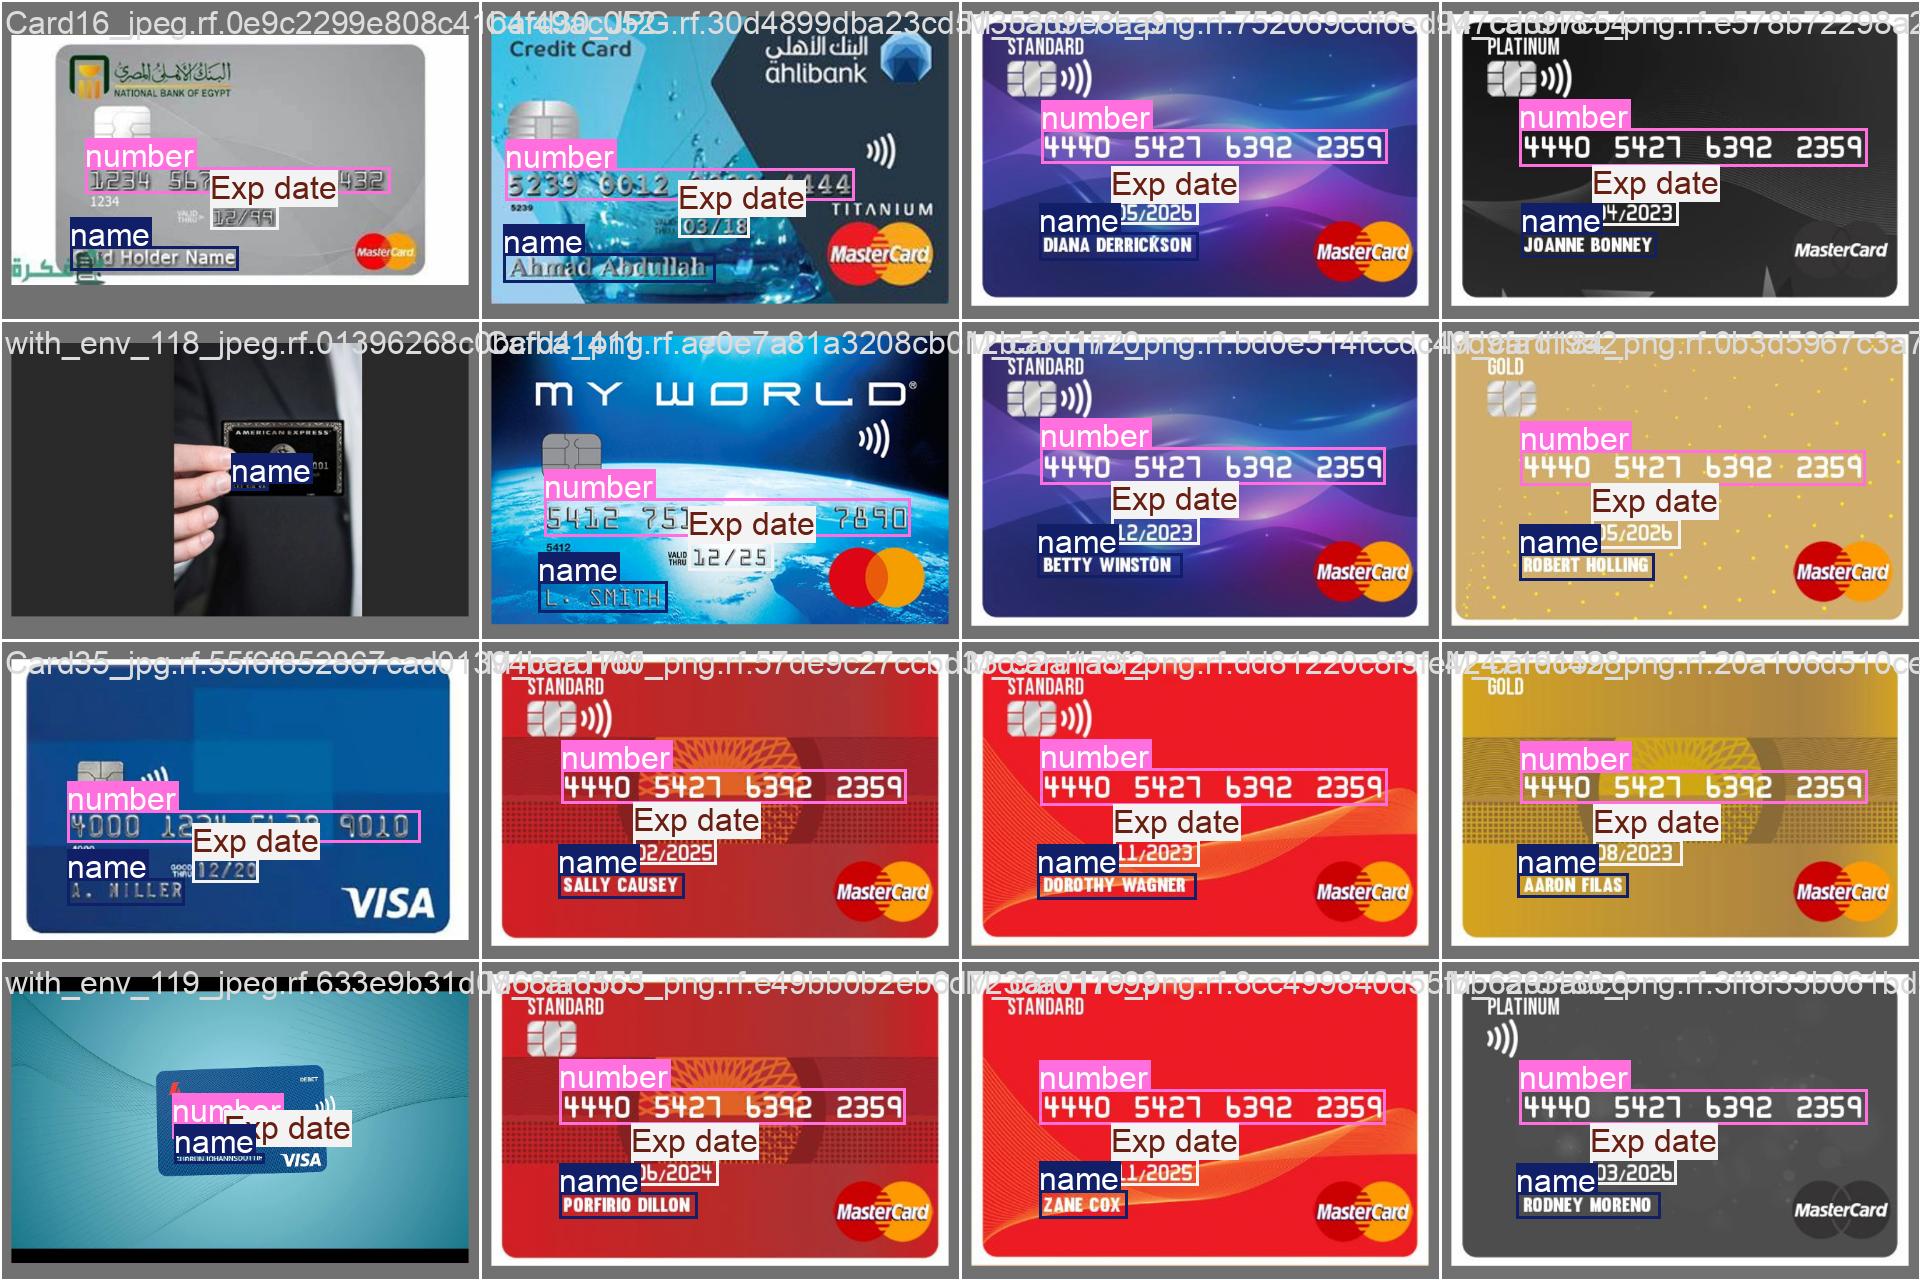 Card16_jpeg.rf.0e9c2299e808c41
البنك الأهلي المصري
NATIONAL BANK OF EGYPT
number
1234 567
432
Exp date
1234
VALID THRU
12/99
name
Holder Name
MasterCard
فكرة
Credit Card
البنك الأهلي
ahlibank
number
5239 0012
4444
Exp date
5239
03/18
TITANIUM
name
Ahmad Abdullah
MasterCard
STANDARD
number
4440 5427 6392 2359
Exp date
05/2026
name
DIANA DERRICKSON
MasterCard
PLATINUM
number
4440 5427 6392 2359
Exp date
04/2023
name
JOANNE BONNEY
MasterCard
with_env_118_jpeg.rf.01396268c0
AMERICAN EXPRESS
name
MY WORLD®
number
5412 751
7890
Exp date
5412
VALID THRU
12/25
name
L. SMITH
STANDARD
number
4440 5427 6392 2359
Exp date
12/2023
name
BETTY WINSTON
MasterCard
GOLD
number
4440 5427 6392 2359
Exp date
05/2026
name
ROBERT HOLLING
MasterCard
Card35_jpg.rf.55f6f852867cad013
number
4000
9010
Exp date
GOOD THRU
12/20
name
A. MILLER
VISA
STANDARD
number
4440 5427 6392 2359
Exp date
02/2025
name
SALLY CAUSEY
MasterCard
STANDARD
number
4440 5427 6392 2359
Exp date
11/2023
name
DOROTHY WAGNER
MasterCard
GOLD
number
4440 5427 6392 2359
Exp date
08/2023
name
AARON FILAS
MasterCard
with_env_119_jpeg.rf.633e9b31d0
DEBIT
number
Exp date
name
VISA
STANDARD
number
4440 5427 6392 2359
Exp date
06/2024
name
PORFIRIO DILLON
MasterCard
STANDARD
number
4440 5427 6392 2359
Exp date
11/2025
name
ZANE COX
MasterCard
PLATINUM
number
4440 5427 6392 2359
Exp date
03/2026
name
RODNEY MORENO
MasterCard